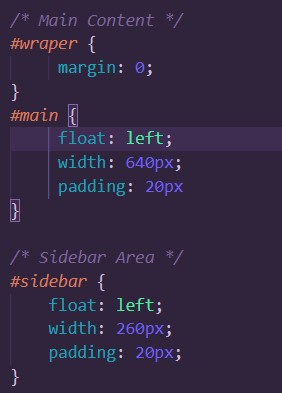 /* Main Content */
#wraper {
margin: 0;
}
#main {
float: left;
width: 640px;
padding: 20px
}
/* Sidebar Area */
#sidebar {
float: left;
width: 260px;
padding: 20px;
}